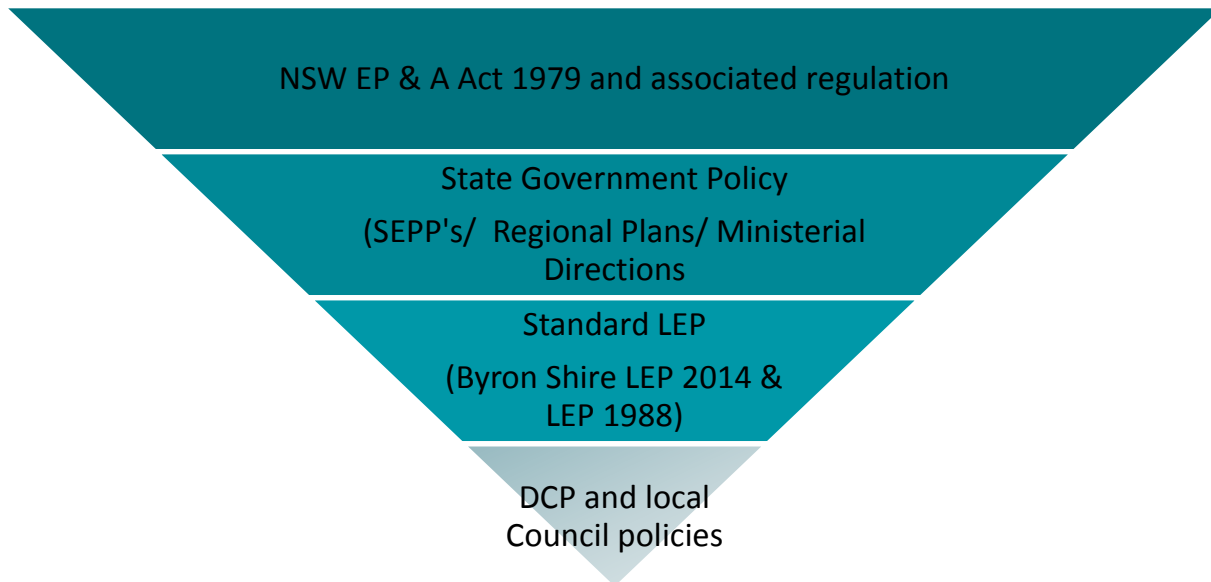 NSW EP & A Act 1979 and associated regulation
State Government Policy
(SEPP's/ Regional Plans/ Ministerial
Directions
Standard LEP
(Byron Shire LEP 2014 &
LEP 1988)
DCP and local
Council policies